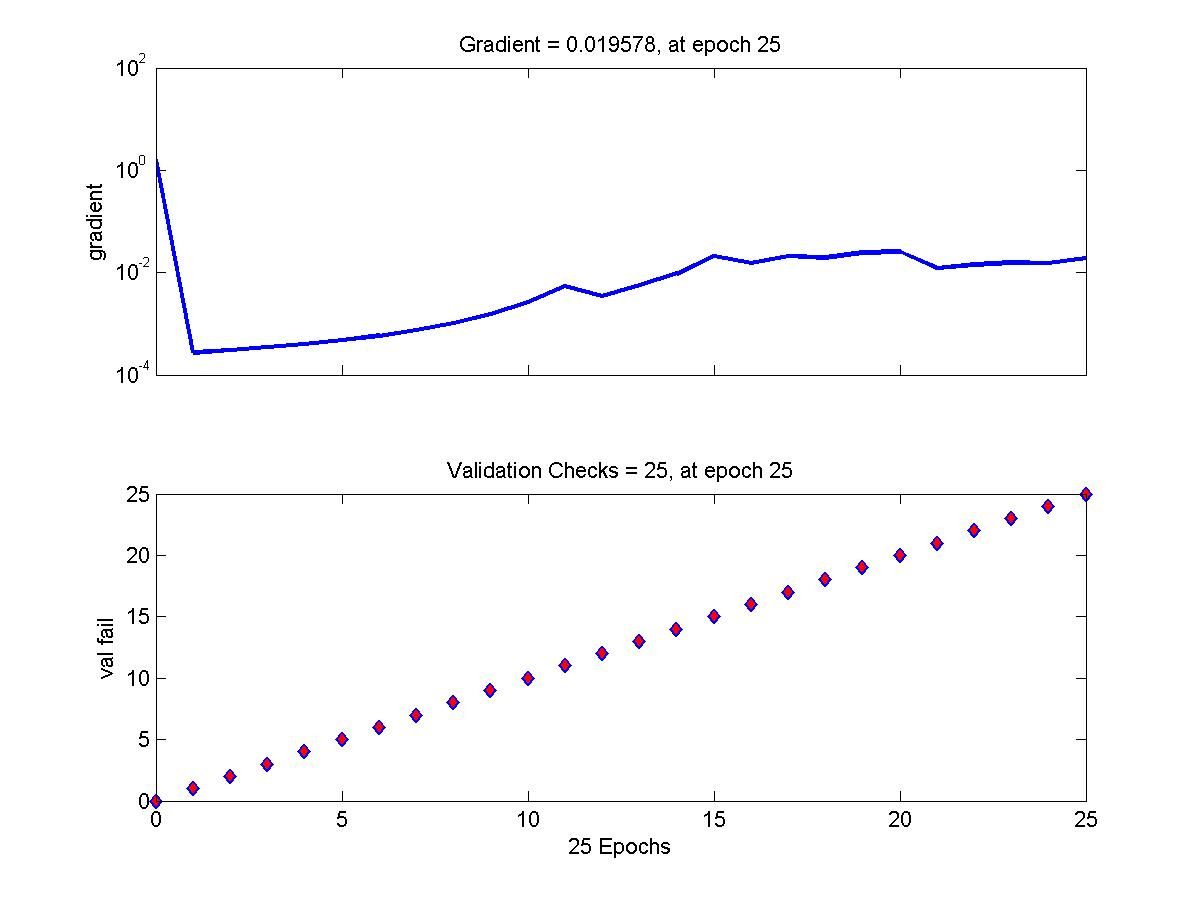 Gradient = 0.019578, at epoch 25
10^2
10^0
10^-2
10^-4
gradient
Validation Checks = 25, at epoch 25
25
20
15
10
5
0
val fail
0 5 10 15 20 25
25 Epochs